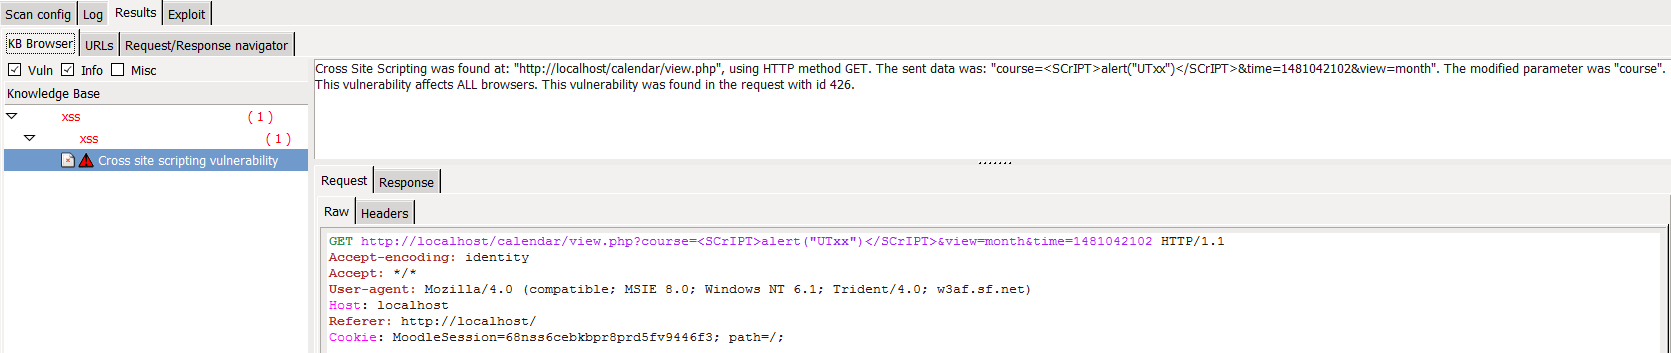 Scan config Log Results Exploit
KB Browser URLs Request/Response navigator
Vuln Info Misc
Knowledge Base
xss ( 1 )
xss ( 1 )
Cross site scripting vulnerability
Cross Site Scripting was found at: "http://localhost/calendar/view.php", using HTTP method GET. The sent data was: "course=<SCrIPT>alert("UTxx")</SCrIPT>&time=1481042102&view=month". The modified parameter was "course".
This vulnerability affects ALL browsers. This vulnerability was found in the request with id 426.
Request Response
Raw Headers
GET http://localhost/calendar/view.php?course=<SCrIPT>alert("UTxx")</SCrIPT>&view=month&time=1481042102 HTTP/1.1
Accept-encoding: identity
Accept: */*
User-agent: Mozilla/4.0 (compatible; MSIE 8.0; Windows NT 6.1; Trident/4.0; w3af.sf.net)
Host: localhost
Referer: http://localhost/
Cookie: MoodleSession=68nss6cebkbpr8prd5fv9446f3; path=/;